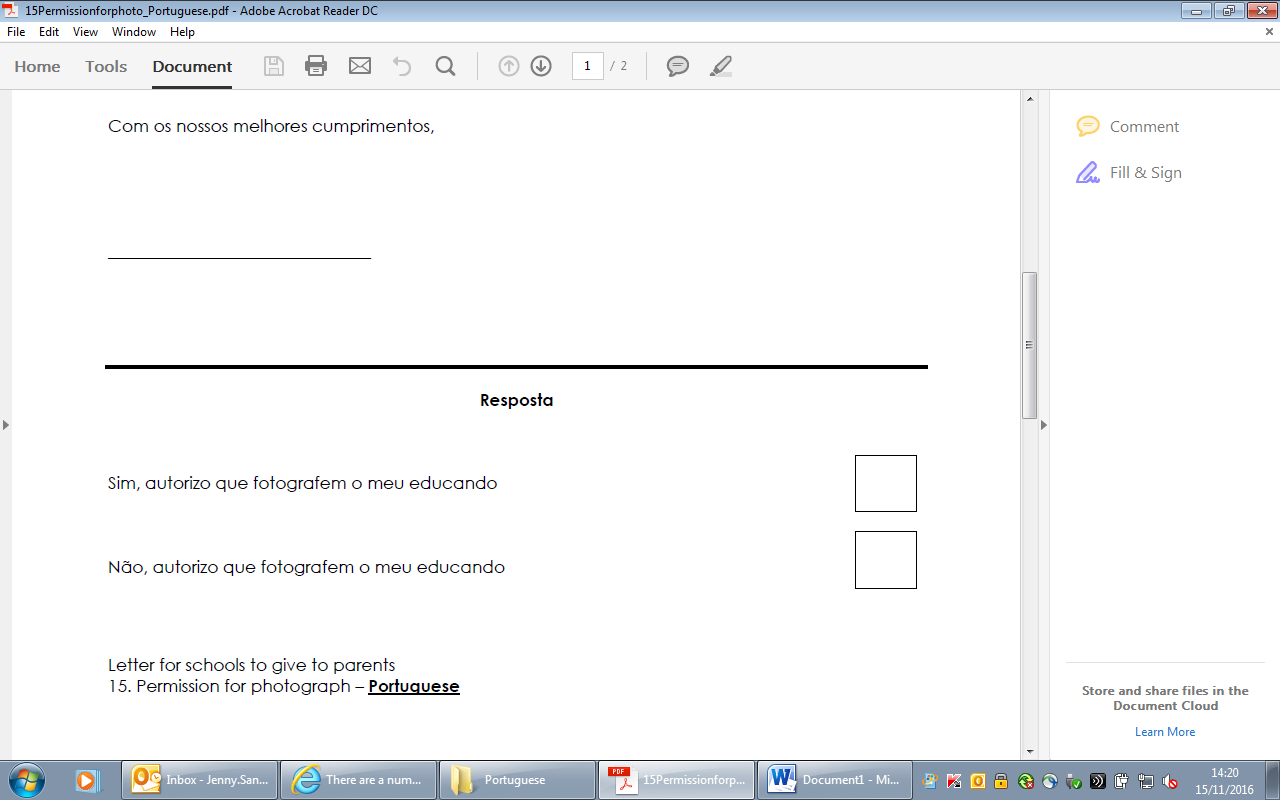 15Permissionforphoto_Portuguese.pdf - Adobe Acrobat Reader DC
File Edit View Window Help
Home Tools Document 1 / 2
Com os nossos melhores cumprimentos,
Resposta
Sim, autorizo que fotografem o meu educando
Não, autorizo que fotografem o meu educando
Letter for schools to give to parents
15. Permission for photograph – Portuguese
Comment
Fill & Sign
Store and share files in the
Document Cloud
Learn More
Inbox - Jenny.San... There are a num... Portuguese PDF 15Permissionforp... Document1 - Mi... 14:20
15/11/2016